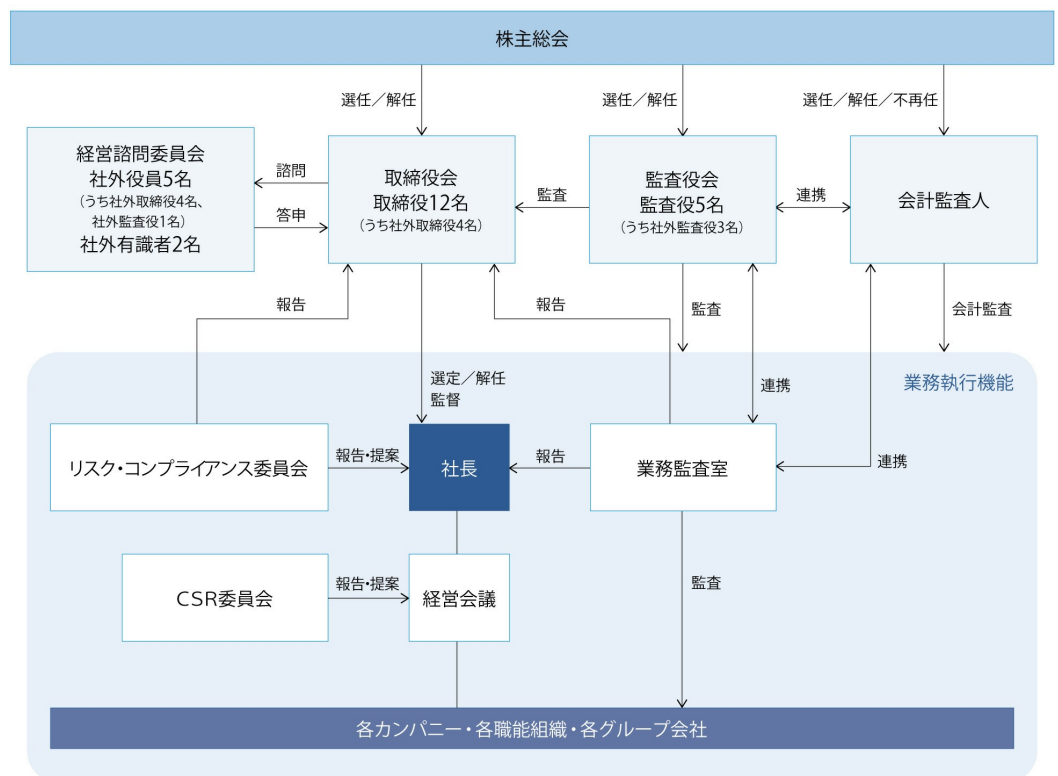 株主総会
選任／解任
選任／解任
選任／解任／不再任
経営諮問委員会
社外役員5名
（うち社外取締役4名、
社外監査役1名）
社外有識者2名
諮問
答申
取締役会
取締役12名
（うち社外取締役4名）
監査
監査役会
監査役5名
（うち社外監査役3名）
連携
会計監査人
報告
報告
監査
会計監査
業務執行機能
選定／解任
監督
連携
リスク・コンプライアンス委員会
報告・提案
社長
報告
業務監査室
連携
CSR委員会
報告・提案
経営会議
監査
各カンパニー・各職能組織・各グループ会社